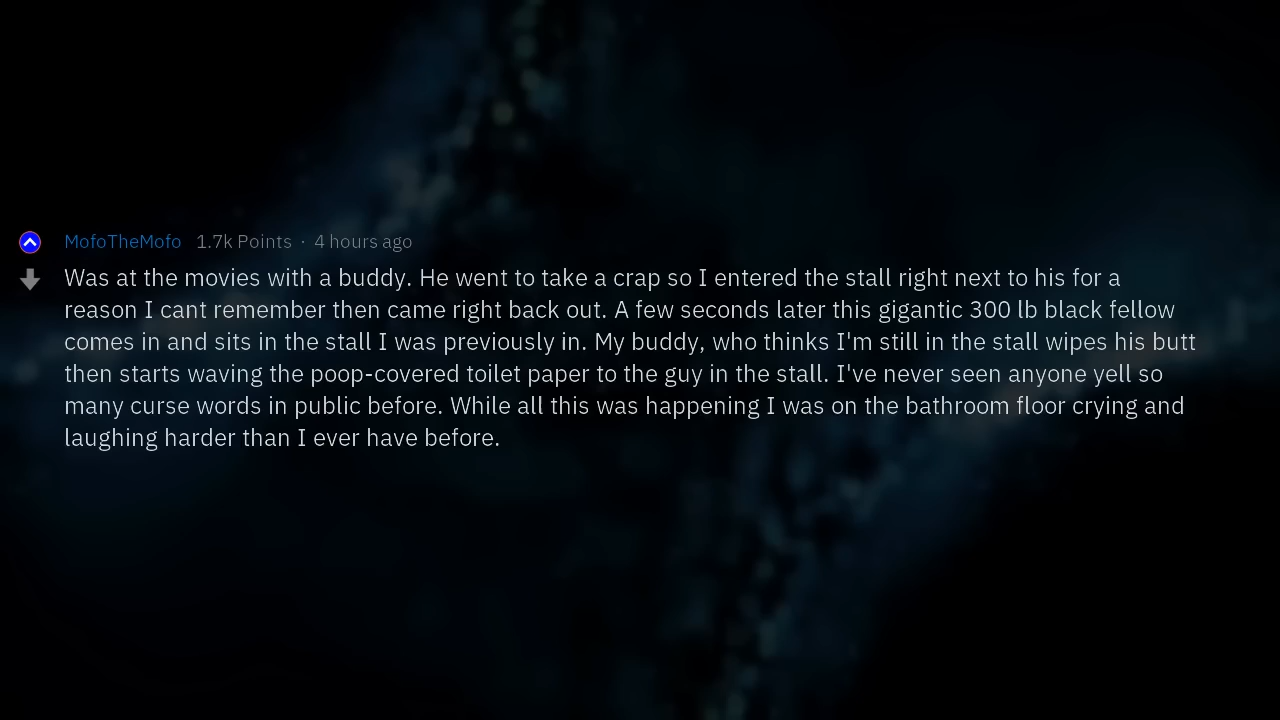 MofoTheMofo 1.7k Points · 4 hours ago
Was at the movies with a buddy. He went to take a crap so I entered the stall right next to his for a
reason I cant remember then came right back out. A few seconds later this gigantic 300 lb black fellow
comes in and sits in the stall I was previously in. My buddy, who thinks I'm still in the stall wipes his butt
then starts waving the poop-covered toilet paper to the guy in the stall. I've never seen anyone yell so
many curse words in public before. While all this was happening I was on the bathroom floor crying and
laughing harder than I ever have before.